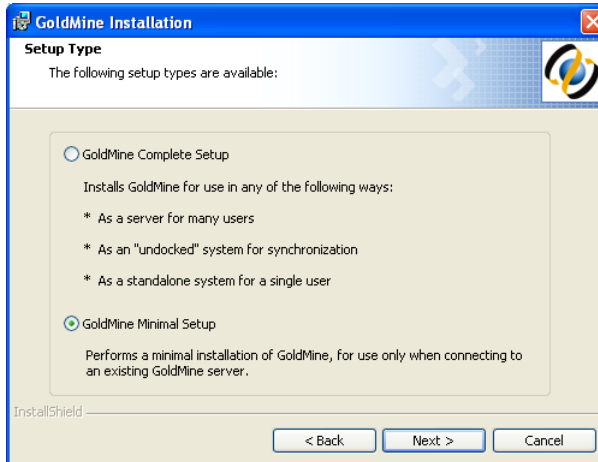 GoldMine Installation
Setup Type
The following setup types are available:
GoldMine Complete Setup
Installs GoldMine for use in any of the following ways:
* As a server for many users
* As an "undocked" system for synchronization
* As a standalone system for a single user
GoldMine Minimal Setup
Performs a minimal installation of GoldMine, for use only when connecting to
an existing GoldMine server.
InstallShield
< Back Next > Cancel